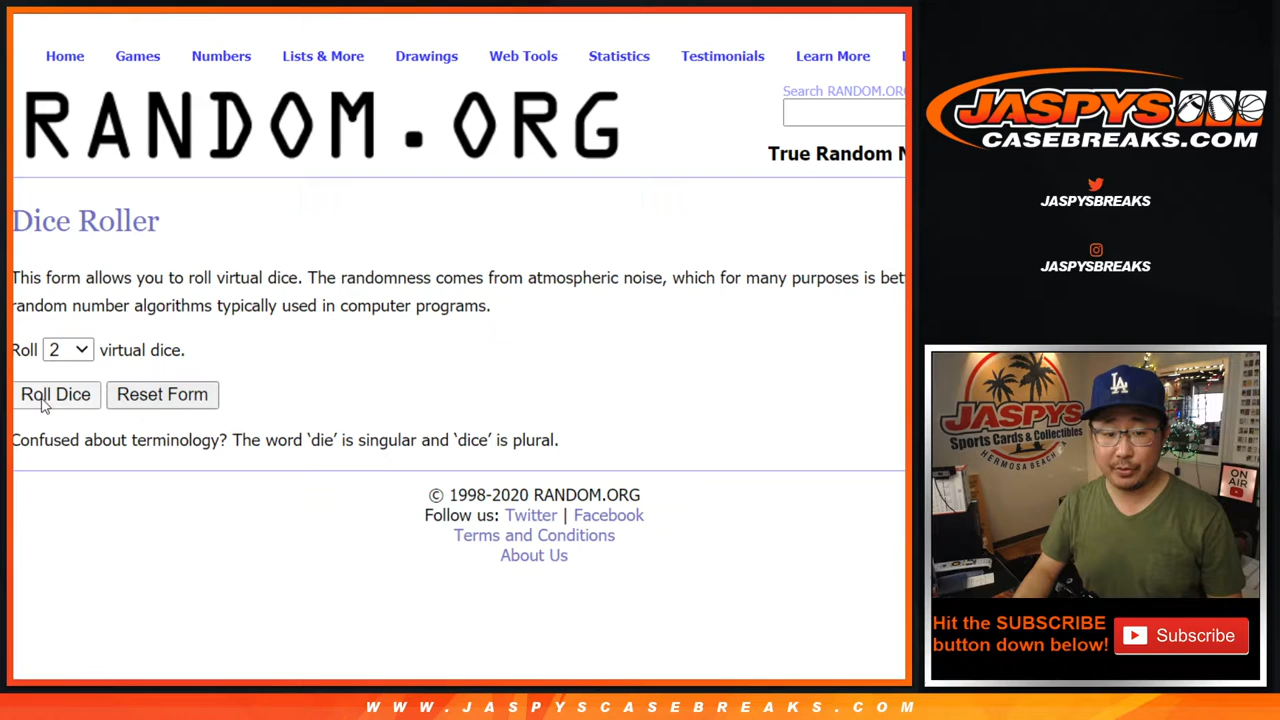 Home Games Numbers Lists & More Drawings Web Tools Statistics Testimonials Learn More
Search RANDOM.ORG
RANDOM.ORG
True Random N
Dice Roller
This form allows you to roll virtual dice. The randomness comes from atmospheric noise, which for many purposes is bet
random number algorithms typically used in computer programs.
Roll 2 virtual dice.
Roll Dice Reset Form
Confused about terminology? The word ‘die’ is singular and ‘dice’ is plural.
© 1998-2020 RANDOM.ORG
Follow us: Twitter | Facebook
Terms and Conditions
About Us
JASPYS
CASEBREAKS.COM
JASPYSBREAKS
JASPYSBREAKS
JASPYS
Sports Cards & Collectibles
HERMOSA BEACH
LA
ON AIR
Hit the SUBSCRIBE
button down below!
Subscribe
WWW.JASPYSCASEBREAKS.COM